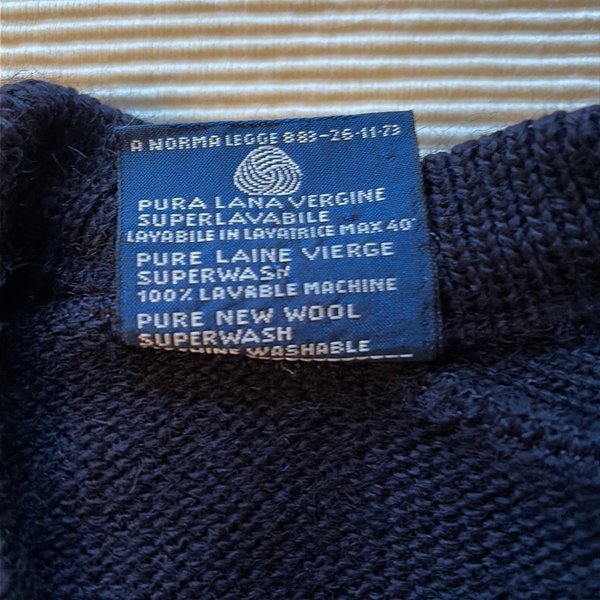 A NORMA LEGGE 883-26-11-73
PURA LANA VERGINE
SUPERLAVABILE
LAVABILE IN LAVATRICE MAX 40°
PURE LAINE VIERGE
SUPERWASH
100% LAVABLE MACHINE
PURE NEW WOOL
SUPERWASH
WASHABLE